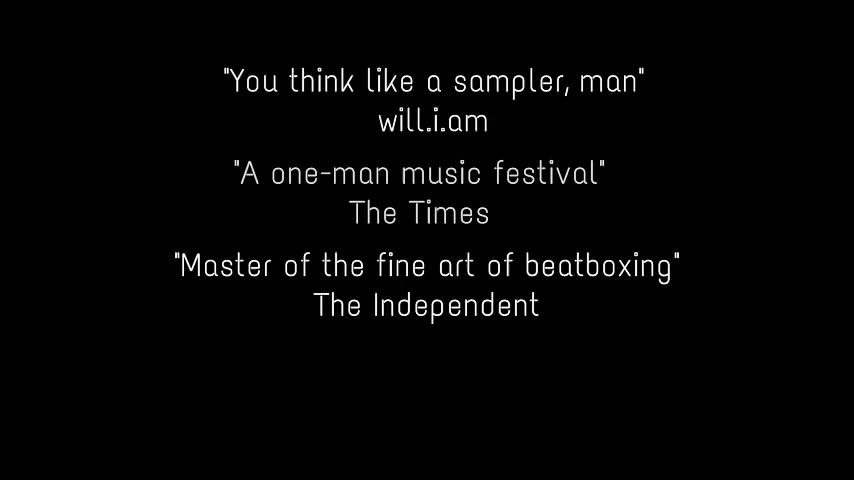 "You think like a sampler, man"
will.i.am
"A one-man music festival"
The Times
"Master of the fine art of beatboxing"
The Independent